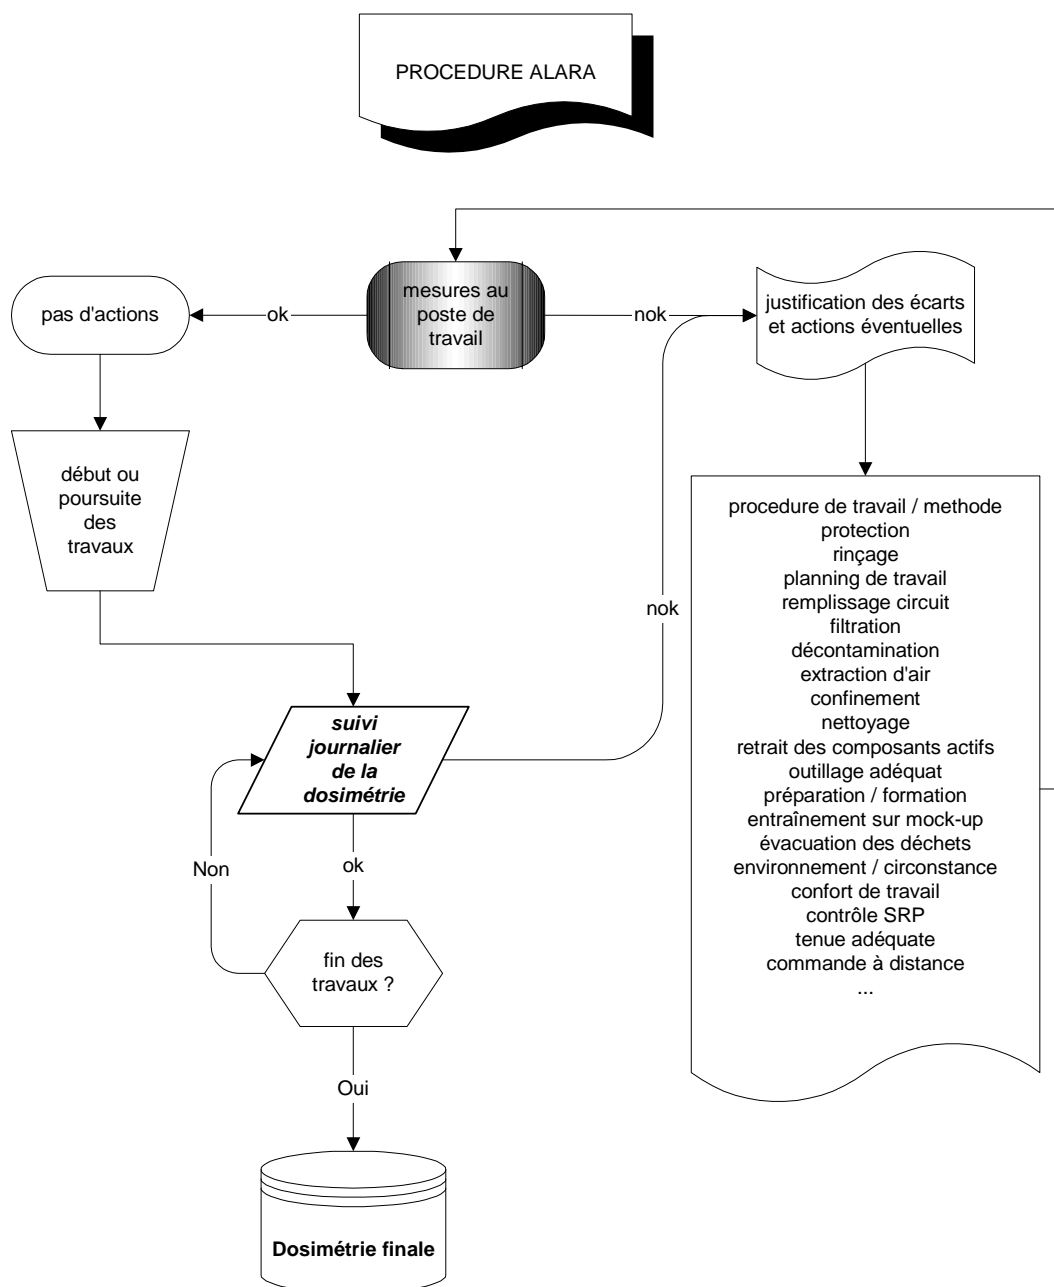 PROCEDURE ALARA
mesures au
poste de
travail
ok
nok
pas d'actions
justification des écarts
et actions éventuelles
début ou
poursuite
des
travaux
procedure de travail / methode
protection
rinçage
planning de travail
remplissage circuit
filtration
décontamination
extraction d'air
confinement
nettoyage
retrait des composants actifs
outillage adéquat
préparation / formation
entraînement sur mock-up
évacuation des déchets
environnement / circonstance
confort de travail
contrôle SRP
tenue adéquate
commande à distance
...
nok
suivi
journalier
de la
dosimétrie
Non
ok
fin des
travaux ?
Oui
Dosimétrie finale